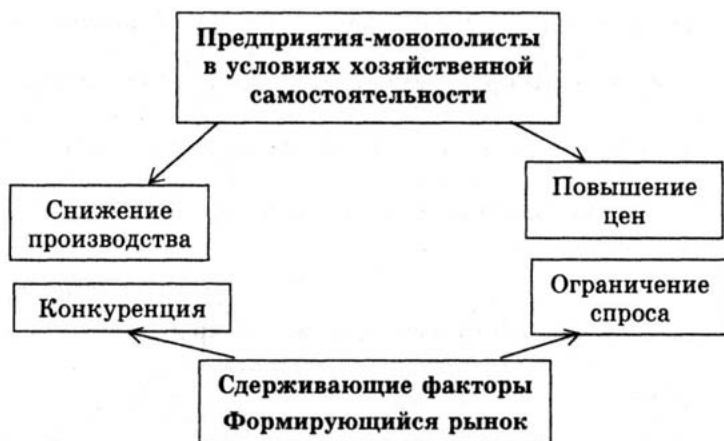 Предприятия-монополисты
в условиях хозяйственной
самостоятельности
Снижение
производства
Повышение
цен
Конкуренция
Ограничение
спроса
Сдерживающие факторы
Формирующийся рынок